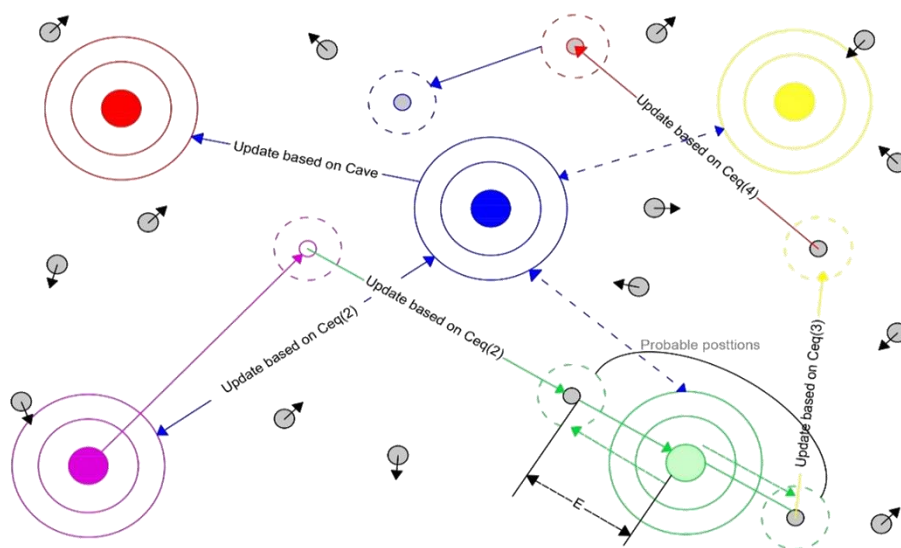 Update based on Ceq(4)
Update based on Cave
Update based on Ceq(2)
Update based on Ceq(2)
Probable posttions
Update based on Ceq(3)
E